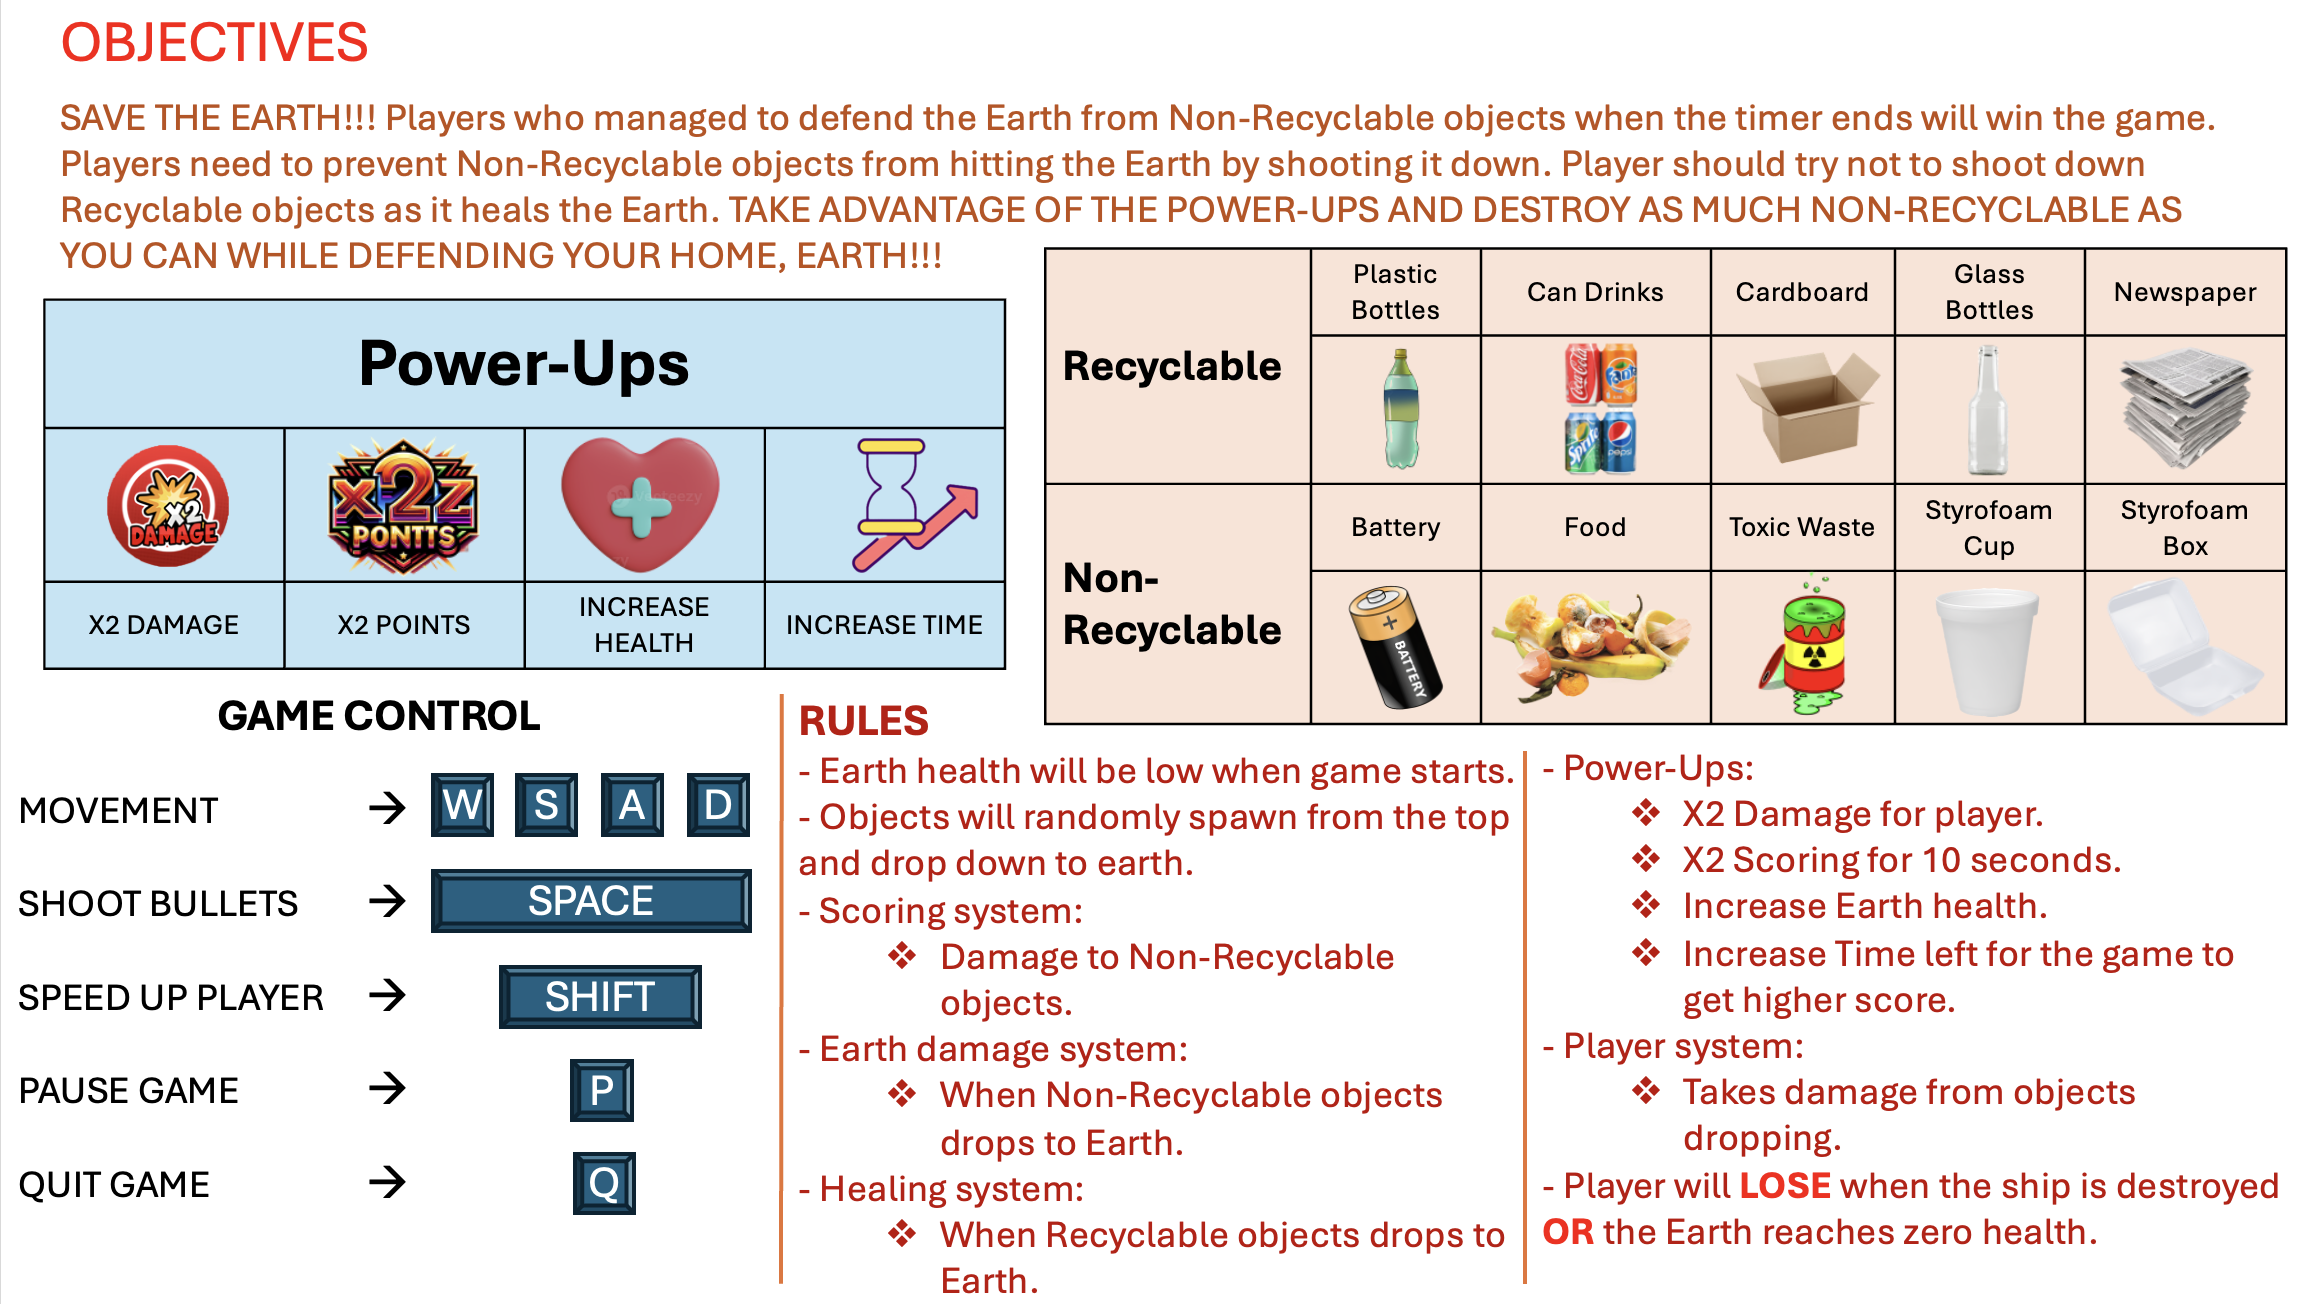 OBJECTIVES
SAVE THE EARTH!!! Players who managed to defend the Earth from Non-Recyclable objects when the timer ends will win the game.
Players need to prevent Non-Recyclable objects from hitting the Earth by shooting it down. Player should try not to shoot down
Recyclable objects as it heals the Earth. TAKE ADVANTAGE OF THE POWER-UPS AND DESTROY AS MUCH NON-RECYCLABLE AS
YOU CAN WHILE DEFENDING YOUR HOME, EARTH!!!
Power-Ups
X2
DAMAGE
X2Z
PONTTS
X2 DAMAGE
X2 POINTS
INCREASE
HEALTH
INCREASE TIME
Recyclable
Plastic
Bottles
Can Drinks
Cardboard
Glass
Bottles
Newspaper
Coca-Cola
Fanta
Sprite
pepsi
Non-
Recyclable
Battery
Food
Toxic Waste
Styrofoam
Cup
Styrofoam
Box
+
BATTERY
GAME CONTROL
MOVEMENT → W S A D
SHOOT BULLETS → SPACE
SPEED UP PLAYER → SHIFT
PAUSE GAME → P
QUIT GAME → Q
RULES
- Earth health will be low when game starts.
- Objects will randomly spawn from the top
and drop down to earth.
- Scoring system:
❖ Damage to Non-Recyclable
objects.
- Earth damage system:
❖ When Non-Recyclable objects
drops to Earth.
- Healing system:
❖ When Recyclable objects drops to
Earth.
- Power-Ups:
❖ X2 Damage for player.
❖ X2 Scoring for 10 seconds.
❖ Increase Earth health.
❖ Increase Time left for the game to
get higher score.
- Player system:
❖ Takes damage from objects
dropping.
- Player will LOSE when the ship is destroyed
OR the Earth reaches zero health.